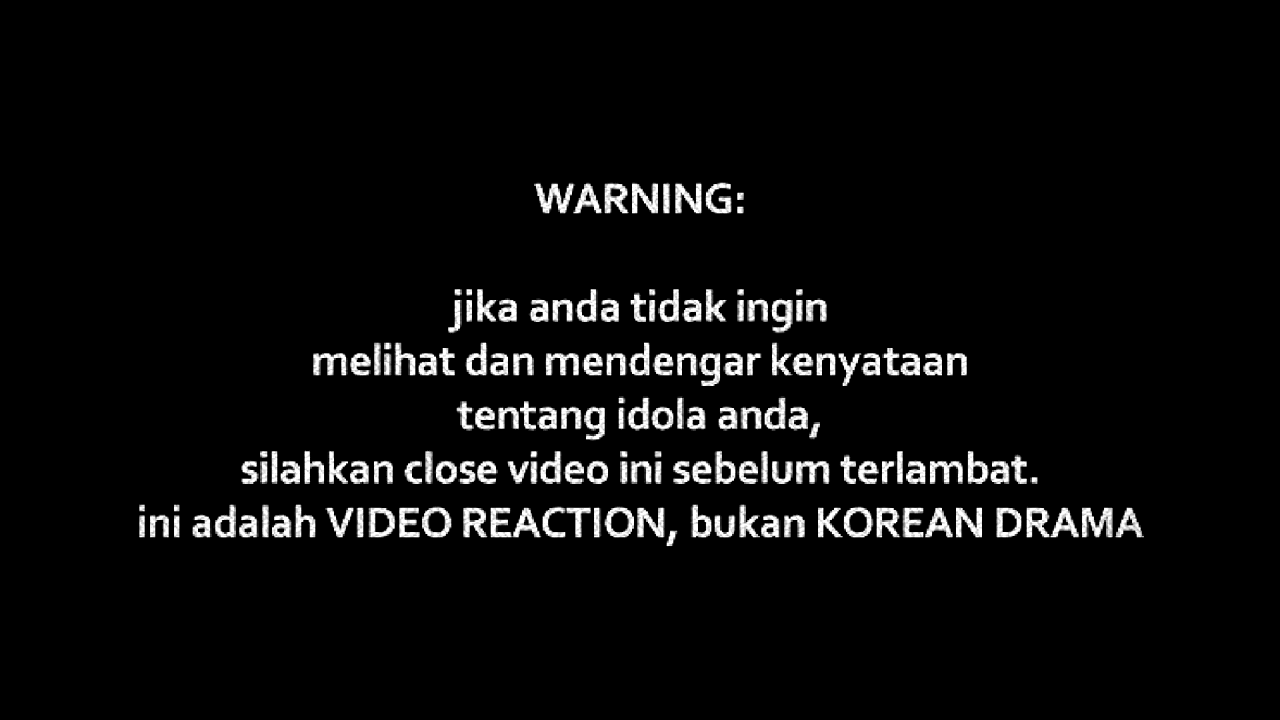 WARNING:
jika anda tidak ingin
melihat dan mendengar kenyataan
tentang idola anda,
silahkan close video ini sebelum terlambat.
ini adalah VIDEO REACTION, bukan KOREAN DRAMA